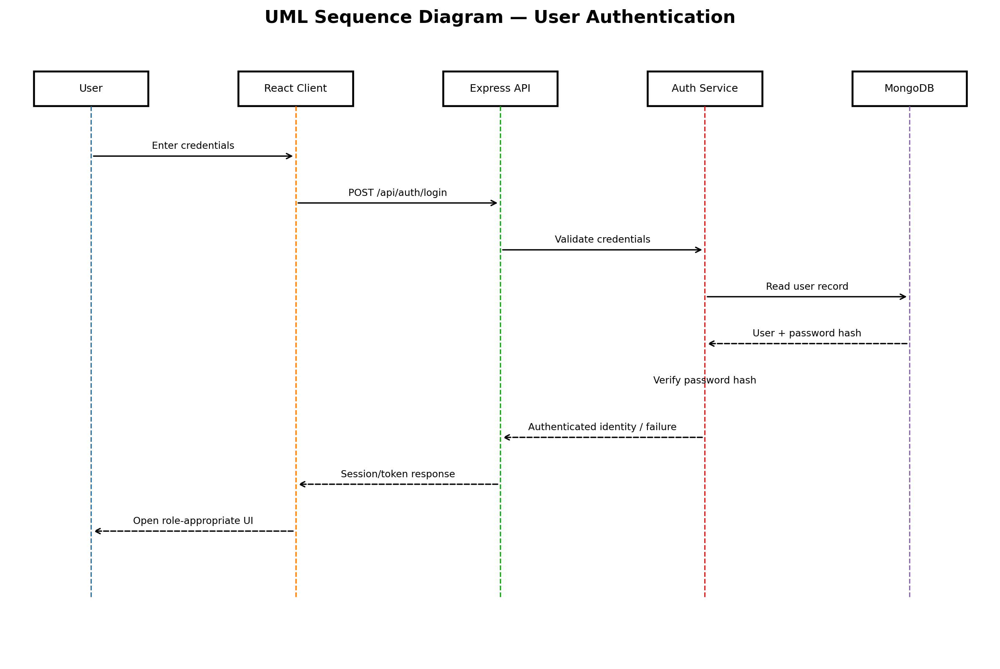 UML Sequence Diagram — User Authentication
User
React Client
Express API
Auth Service
MongoDB
Enter credentials
POST /api/auth/login
Validate credentials
Read user record
User + password hash
Verify password hash
Authenticated identity / failure
Session/token response
Open role-appropriate UI